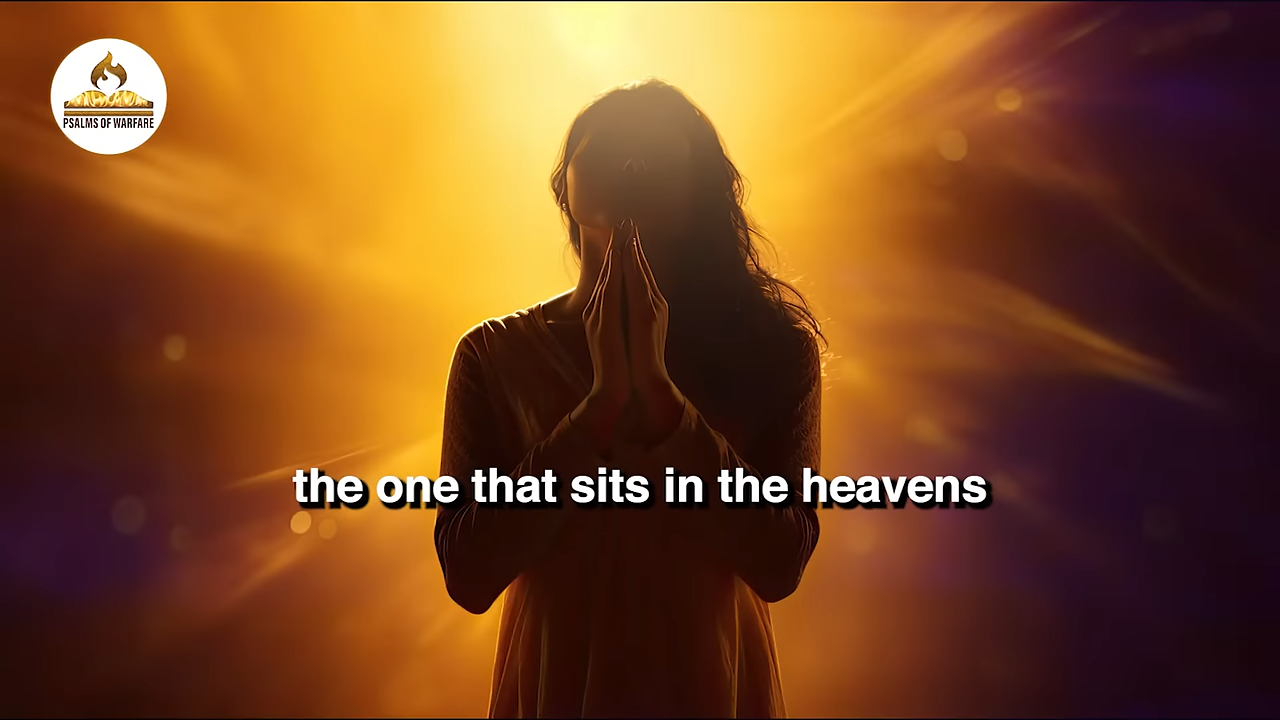 PSALMS OF WARFARE
the one that sits in the heavens